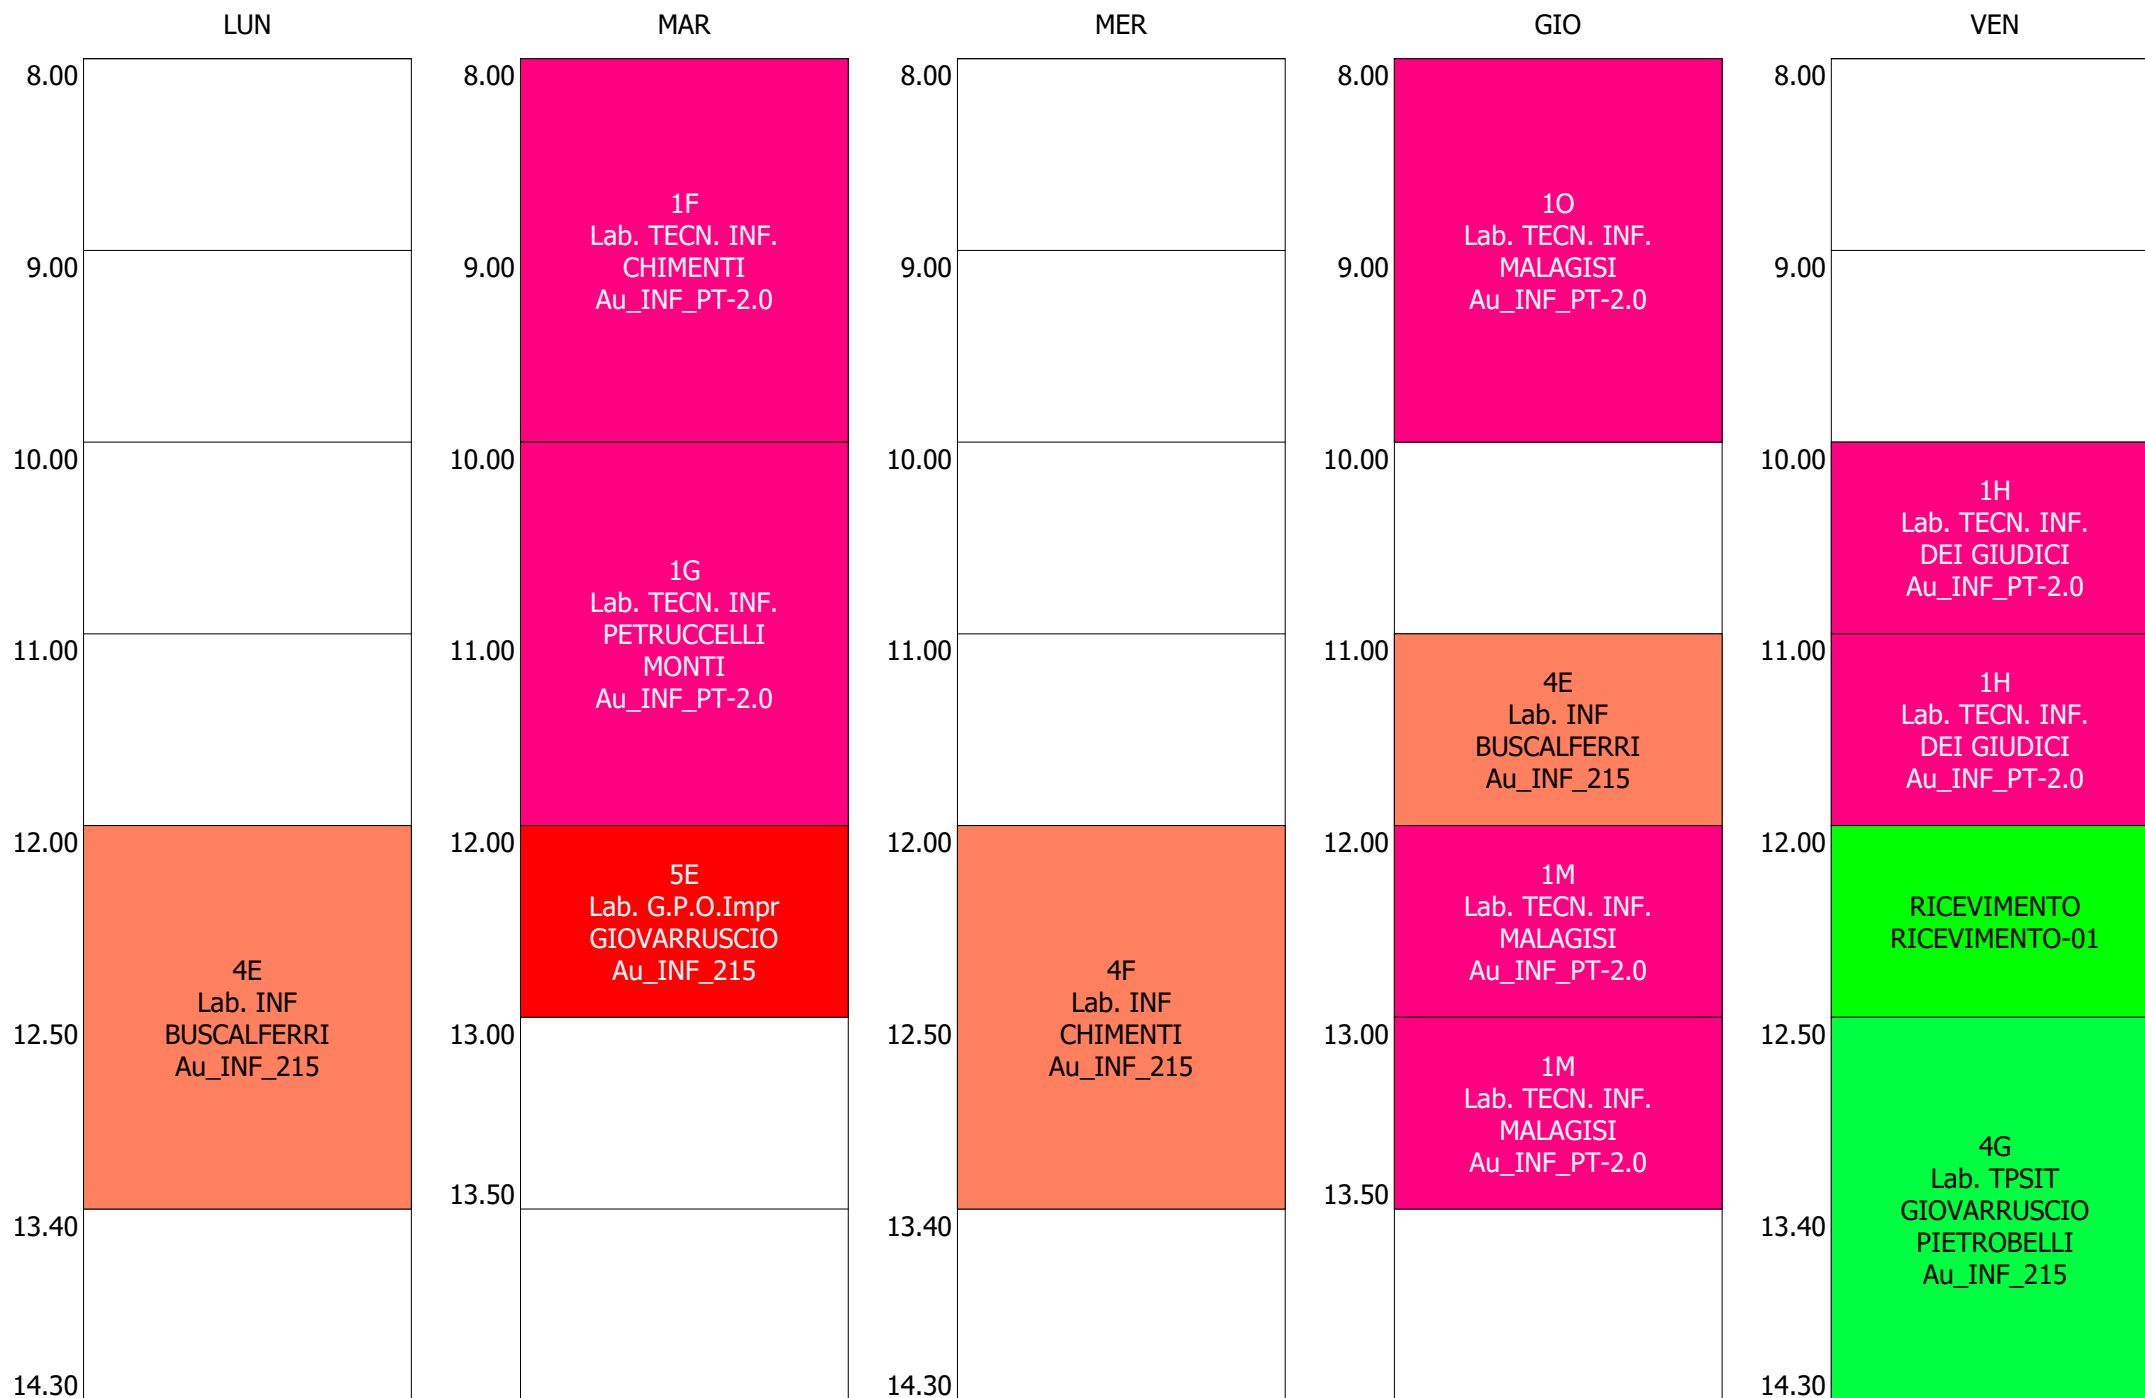 LUN
MAR
MER
GIO
VEN
8.00
9.00
10.00
11.00
12.00
4E
Lab. INF
BUSCALFERRI
Au_INF_215
12.50
13.40
14.30
8.00
1F
Lab. TECN. INF.
CHIMENTI
Au_INF_PT-2.0
9.00
10.00
1G
Lab. TECN. INF.
PETRUCCELLI
MONTI
Au_INF_PT-2.0
11.00
12.00
5E
Lab. G.P.O.Impr
GIOVARRUSCIO
Au_INF_215
13.00
13.50
8.00
9.00
10.00
11.00
12.00
4F
Lab. INF
CHIMENTI
Au_INF_215
12.50
13.40
14.30
8.00
1O
Lab. TECN. INF.
MALAGISI
Au_INF_PT-2.0
9.00
10.00
11.00
4E
Lab. INF
BUSCALFERRI
Au_INF_215
12.00
1M
Lab. TECN. INF.
MALAGISI
Au_INF_PT-2.0
13.00
1M
Lab. TECN. INF.
MALAGISI
Au_INF_PT-2.0
13.50
8.00
9.00
10.00
1H
Lab. TECN. INF.
DEI GIUDICI
Au_INF_PT-2.0
11.00
1H
Lab. TECN. INF.
DEI GIUDICI
Au_INF_PT-2.0
12.00
RICEVIMENTO
RICEVIMENTO-01
12.50
4G
Lab. TPSIT
GIOVARRUSCIO
PIETROBELLI
Au_INF_215
13.40
14.30